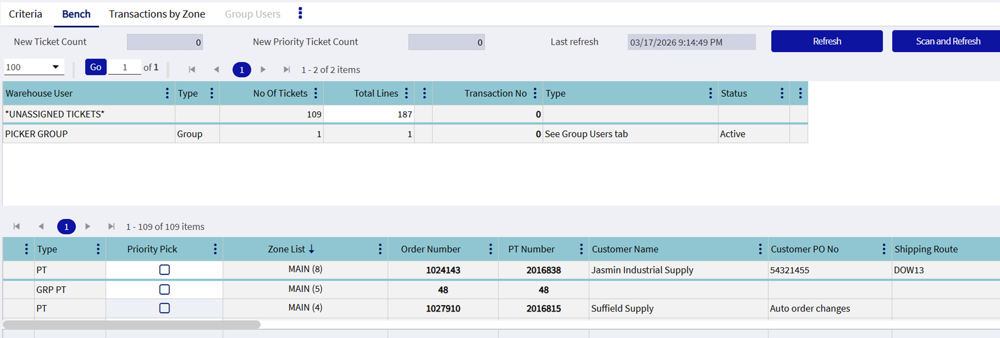 Criteria Bench Transactions by Zone Group Users
New Ticket Count 0 New Priority Ticket Count 0 Last refresh 03/17/2026 9:14:49 PM Refresh Scan and Refresh
100 Go 1 of 1 1 1 - 2 of 2 items
Warehouse User Type No Of Tickets Total Lines Transaction No Type Status
*UNASSIGNED TICKETS* 109 187 0
PICKER GROUP Group 1 1 0 See Group Users tab Active
1 1 - 109 of 109 items
Type Priority Pick Zone List Order Number PT Number Customer Name Customer PO No Shipping Route
PT MAIN (8) 1024143 2016838 Jasmin Industrial Supply 54321455 DOW13
GRP PT MAIN (5) 48 48
PT MAIN (4) 1027910 2016815 Suffield Supply Auto order changes